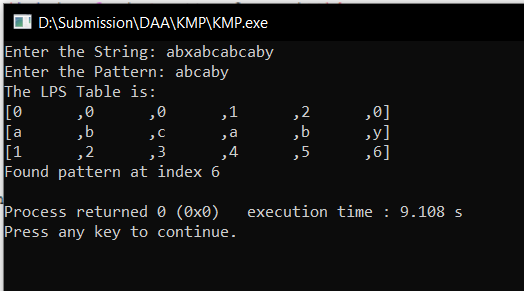 D:\Submission\DAA\KMP\KMP.exe
Enter the String: abxabcabcaby
Enter the Pattern: abcaby
The LPS Table is:
[0      ,0      ,0      ,1      ,2      ,0]
[a      ,b      ,c      ,a      ,b      ,y]
[1      ,2      ,3      ,4      ,5      ,6]
Found pattern at index 6
Process returned 0 (0x0)   execution time : 9.108 s
Press any key to continue.